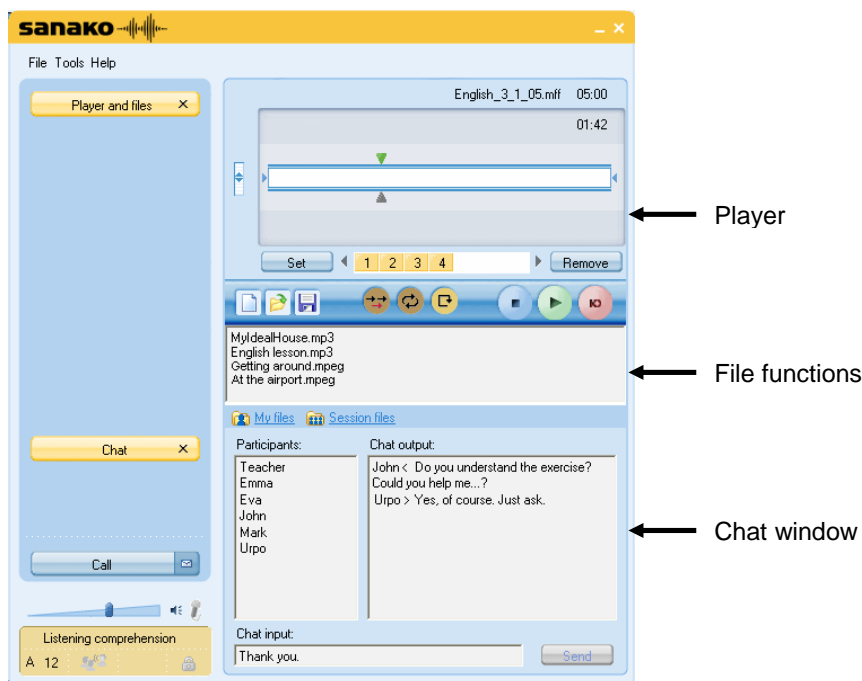 sanako
File Tools Help
Player and files
English_3_1_05.mff 05:00
01:42
Player
Set 1 2 3 4 Remove
MyIdealHouse.mp3
English lesson.mp3
Getting around.mpeg
At the airport.mpeg
File functions
My files Session files
Chat
Participants:
Teacher
Emma
Eva
John
Mark
Urpo
Chat output:
John < Do you understand the exercise?
Could you help me...?
Urpo > Yes, of course. Just ask.
Chat window
Call
Listening comprehension
A 12
Chat input:
Thank you.
Send